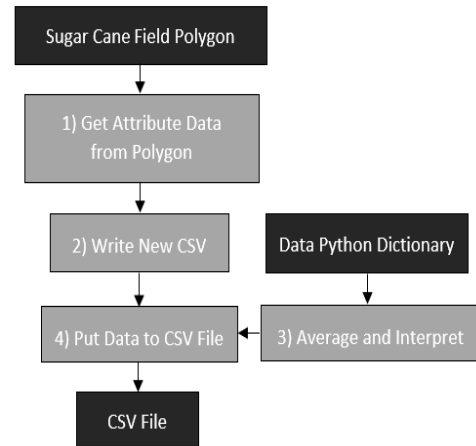 Sugar Cane Field Polygon
1) Get Attribute Data
from Polygon
2) Write New CSV
Data Python Dictionary
4) Put Data to CSV File
3) Average and Interpret
CSV File